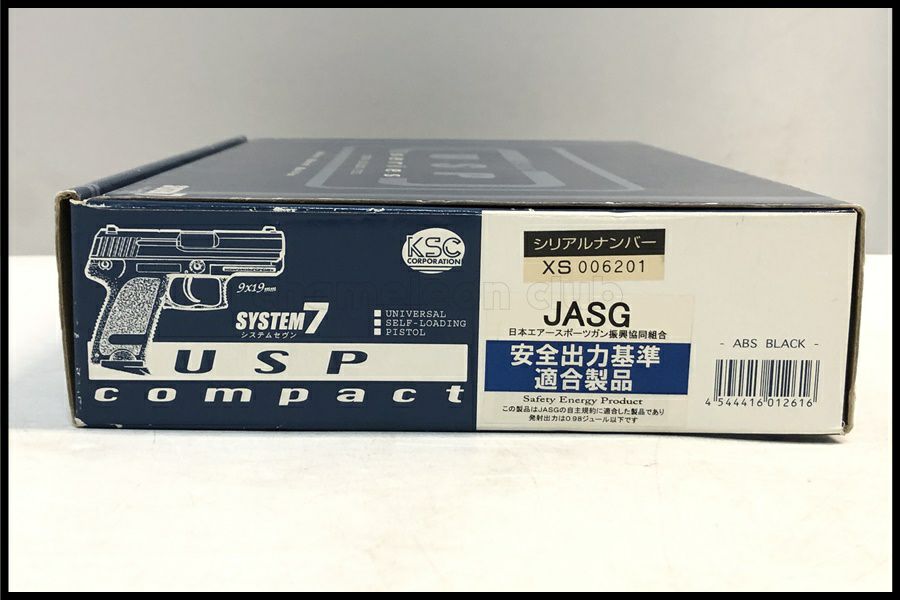 USP
series
KSC
CORPORATION
9x19mm
SYSTEM7
システムセヴン
UNIVERSAL
SELF-LOADING
PISTOL
USP
compact
シリアルナンバー
XS 006201
JASG
日本エアースポーツガン振興協同組合
安全出力基準
適合製品
Safety Energy Product
この製品はJASGの自主規約に適合した製品であり
発射出力は0.98ジュール以下です
- ABS BLACK -
4 544416 012616